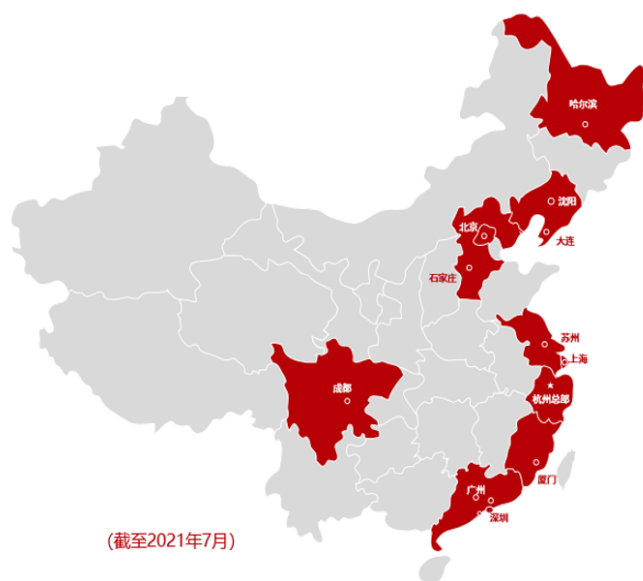 哈尔滨
沈阳
北京
大连
石家庄
苏州
上海
成都
杭州总部
厦门
广州
深圳
(截至2021年7月)